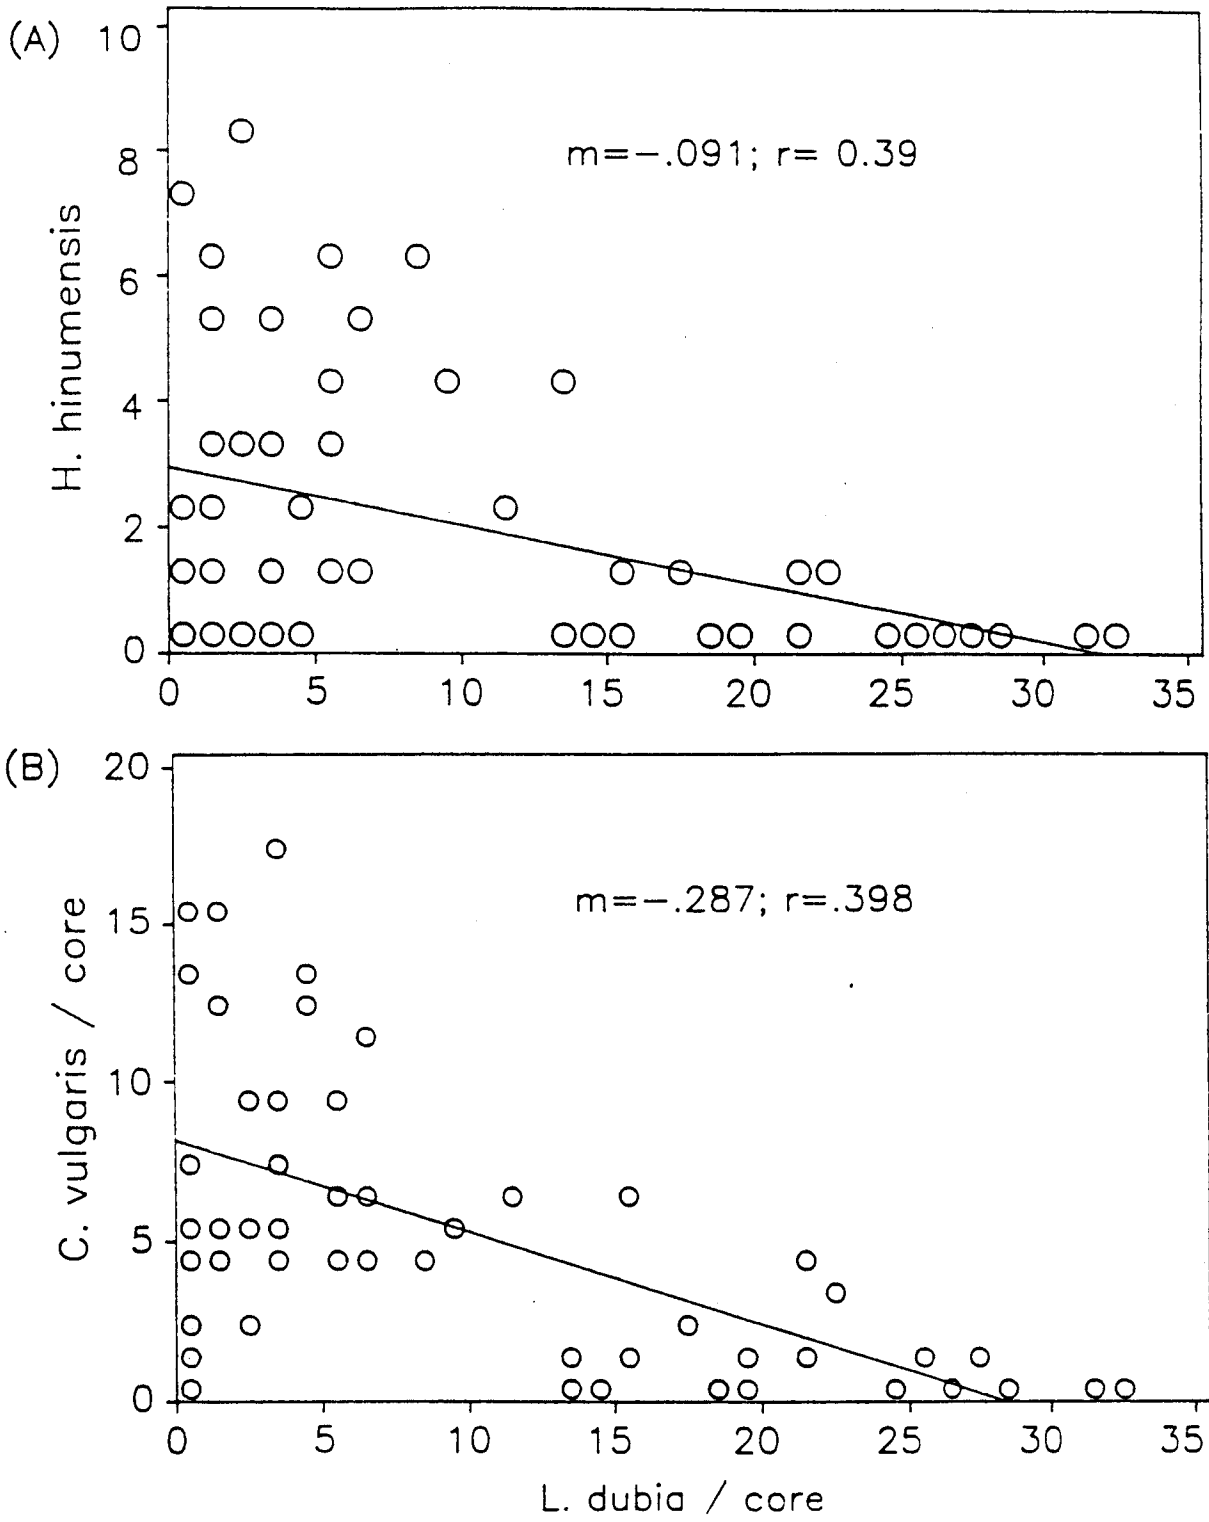 (A)
10
8
6
4
2
0
H. hinumensis
m=-.091; r= 0.39
0 5 10 15 20 25 30 35
(B)
20
15
10
5
0
C. vulgaris / core
m=-.287; r=.398
0 5 10 15 20 25 30 35
L. dubia / core